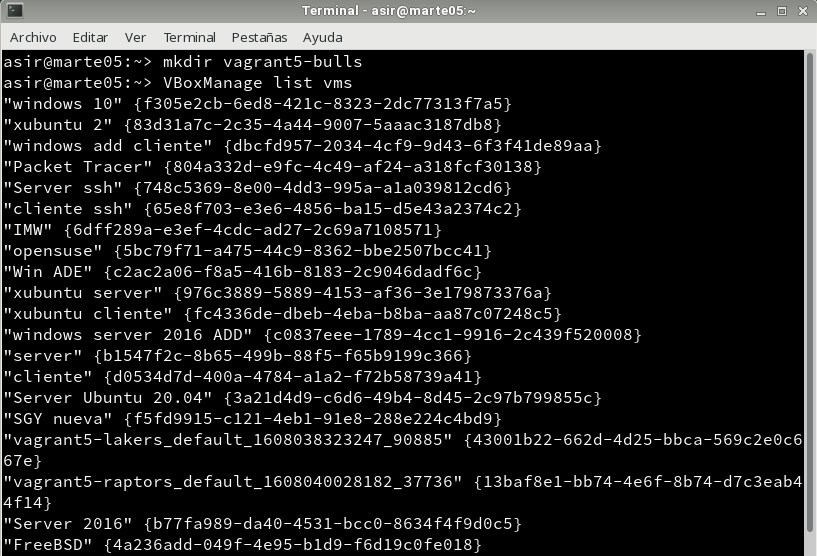 Terminal - asir@marte05:~
Archivo Editar Ver Terminal Pestañas Ayuda
asir@marte05:~> mkdir vagrant5-bulls
asir@marte05:~> VBoxManage list vms
"windows 10" {f305e2cb-6ed8-421c-8323-2dc77313f7a5}
"xubuntu 2" {83d31a7c-2c35-4a44-9007-5aaac3187db8}
"windows add cliente" {dbcfd957-2034-4cf9-9d43-6f3f41de89aa}
"Packet Tracer" {804a332d-e9fc-4c49-af24-a318fcf30138}
"Server ssh" {748c5369-8e00-4dd3-995a-a1a039812cd6}
"cliente ssh" {65e8f703-e3e6-4856-ba15-d5e43a2374c2}
"IMW" {6dff289a-e3ef-4cdc-ad27-2c69a7108571}
"opensuse" {5bc79f71-a475-44c9-8362-bbe2507bcc41}
"Win ADE" {c2ac2a06-f8a5-416b-8183-2c9046dadf6c}
"xubuntu server" {976c3889-5889-4153-af36-3e179873376a}
"xubuntu cliente" {fc4336de-dbeb-4eba-b8ba-aa87c07248c5}
"windows server 2016 ADD" {c0837eee-1789-4cc1-9916-2c439f520008}
"server" {b1547f2c-8b65-499b-88f5-f65b9199c366}
"cliente" {d0534d7d-400a-4784-a1a2-f72b58739a41}
"Server Ubuntu 20.04" {3a21d4d9-c6d6-49b4-8d45-2c97b799855c}
"SGY nueva" {f5fd9915-c121-4eb1-91e8-288e224c4bd9}
"vagrant5-lakers_default_1608038323247_90885" {43001b22-662d-4d25-bbca-569c2e0c6
67e}
"vagrant5-raptors_default_1608040028182_37736" {13baf8e1-bb74-4e6f-8b74-d7c3eab4
4f14}
"Server 2016" {b77fa989-da40-4531-bcc0-8634f4f9d0c5}
"FreeBSD" {4a236add-049f-4e95-b1d9-f6d19c0fe018}